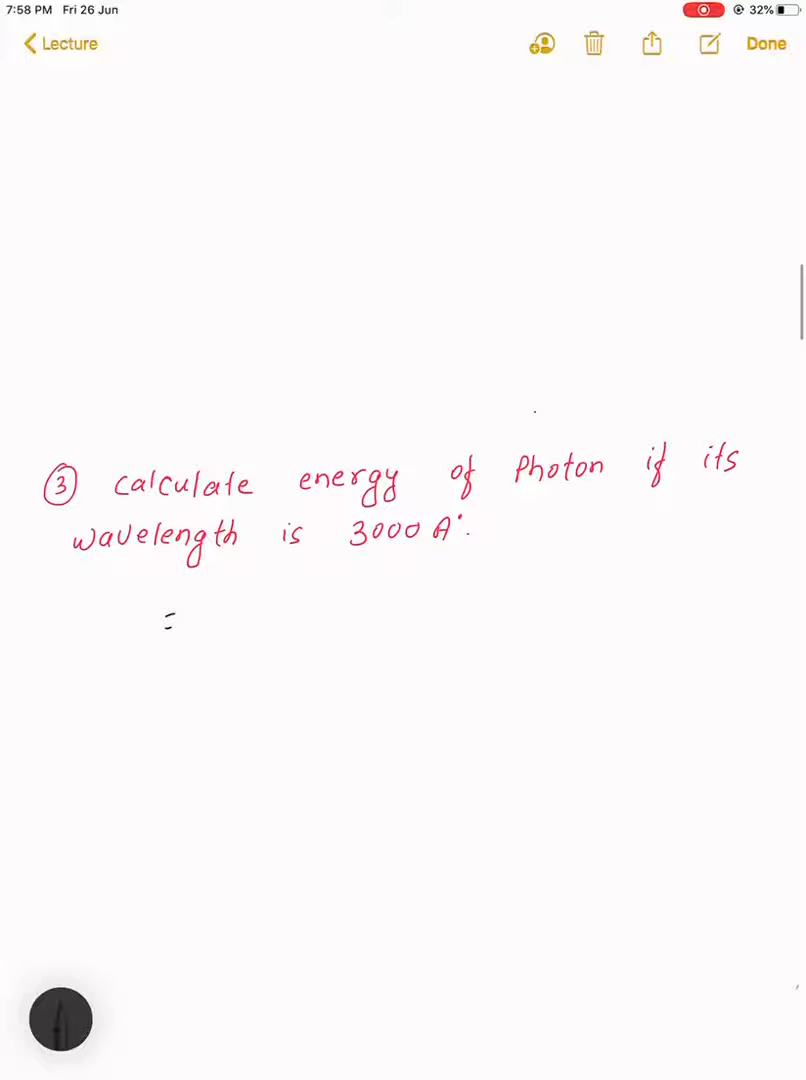 7:58 PM Fri 26 Jun 32%
Lecture Done
③ Calculate energy of Photon if its
wavelength is 3000 A°.
=